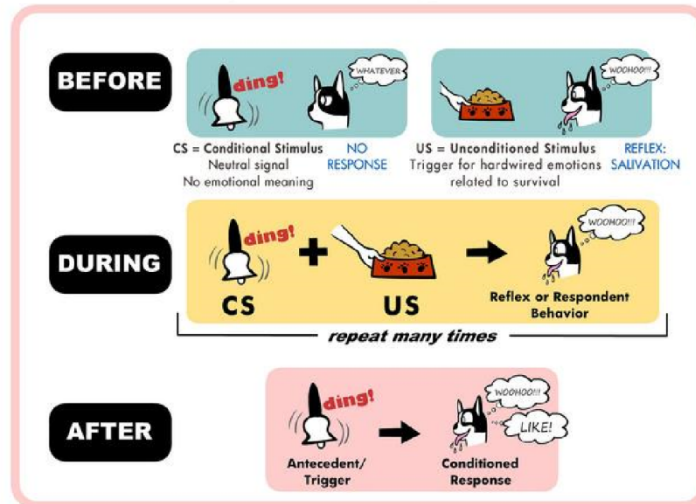 BEFORE
ding!
WHATEVER
CS = Conditional Stimulus
Neutral signal
No emotional meaning
NO
RESPONSE
WOOHOO!!!
US = Unconditioned Stimulus
Trigger for hardwired emotions
related to survival
REFLEX:
SALIVATION
DURING
ding!
+
WOOHOO!!!
CS
US
Reflex or Respondent
Behavior
repeat many times
AFTER
ding!
WOOHOO!!!
LIKE!
Antecedent/
Trigger
Conditioned
Response